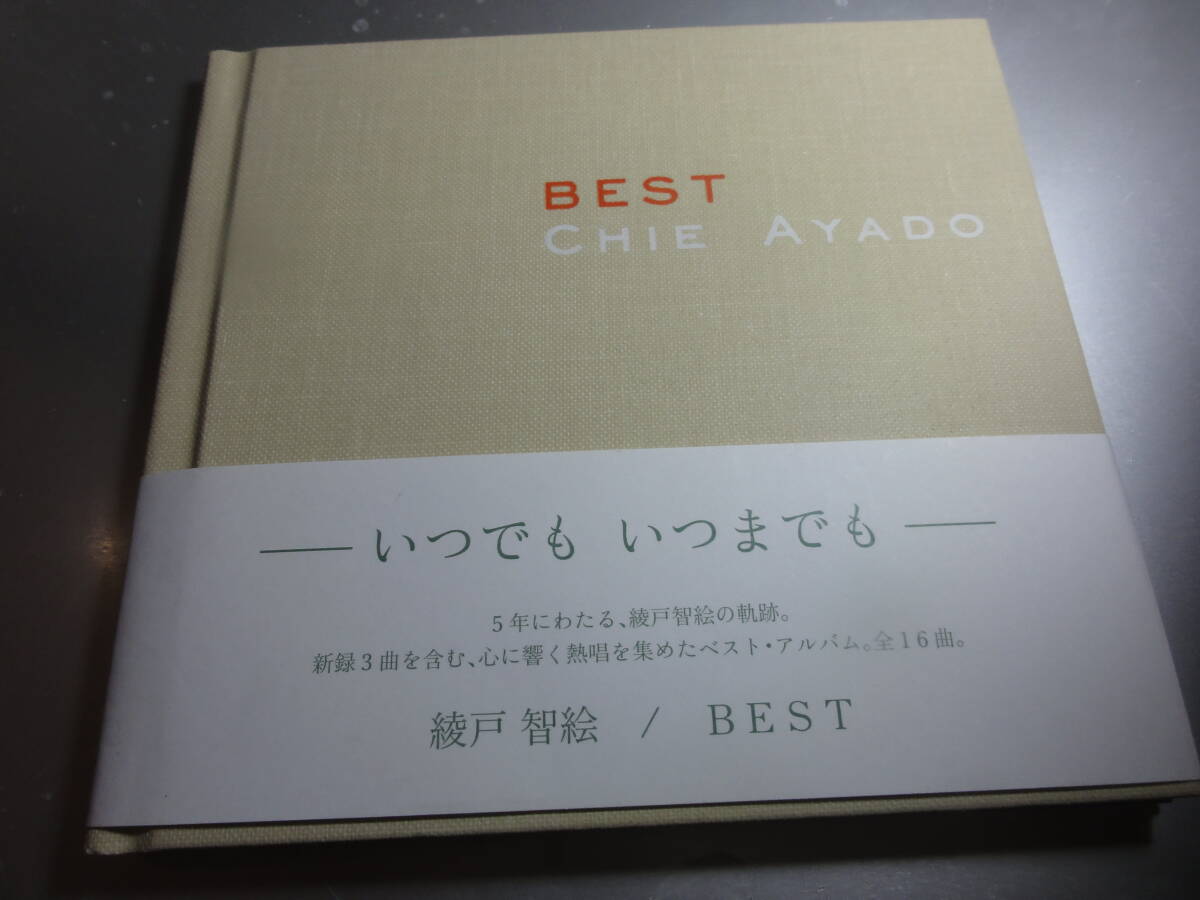 BEST
CHIE AYADO
いつでも いつまでも
5年にわたる、綾戸智絵の軌跡。
新録3曲を含む、心に響く熱唱を集めたベスト・アルバム。全16曲。
綾戸 智絵 / BEST